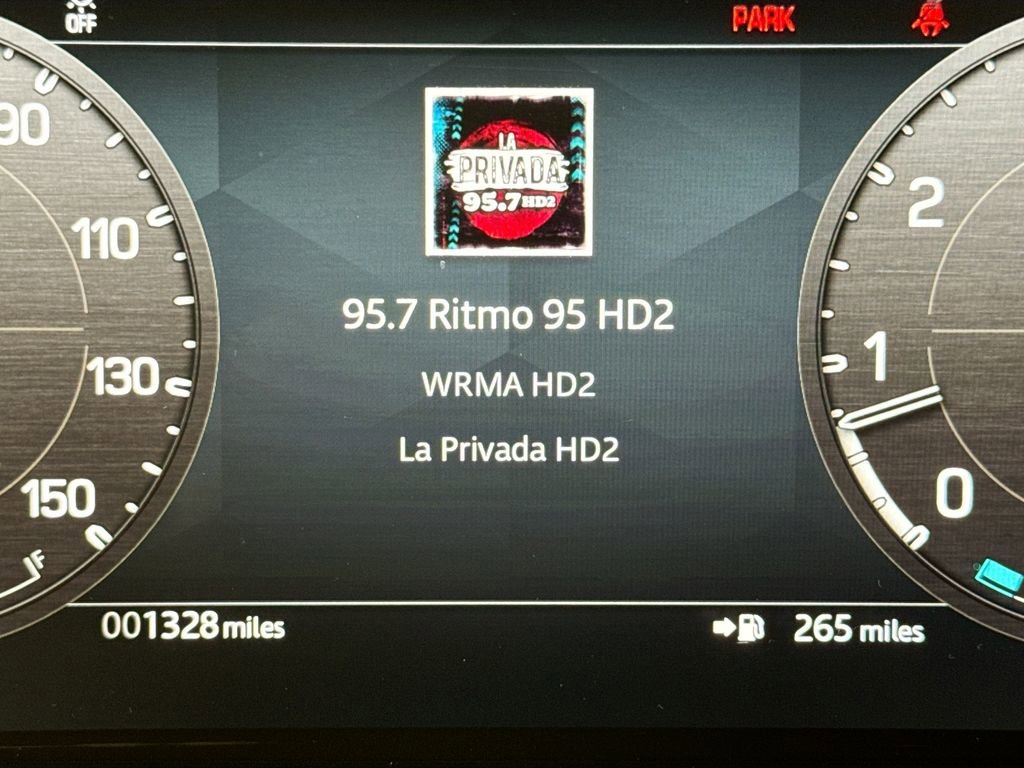 OFF
PARK
LA
PRIVADA
95.7 HD2
95.7 Ritmo 95 HD2
WRMA HD2
La Privada HD2
90
110
130
150
F
2
1
0
001328 miles
265 miles